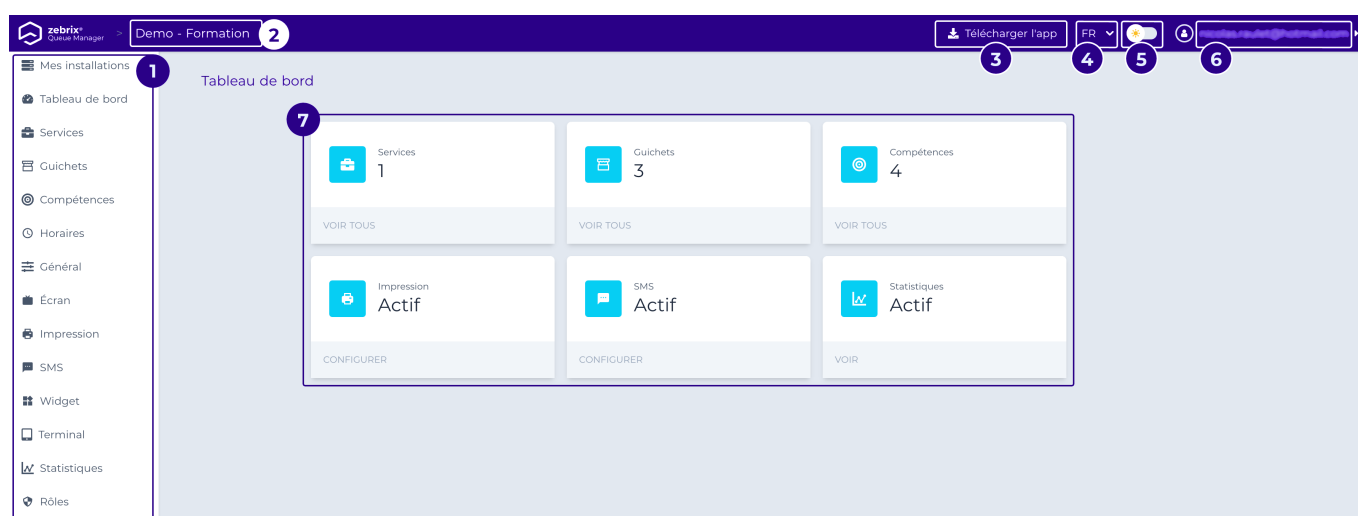 zebrix®
Queue Manager
>
Demo - Formation
2
Télécharger l'app
3
FR
4
5
6
1
Mes installations
Tableau de bord
Services
Guichets
Compétences
Horaires
Général
Écran
Impression
SMS
Widget
Terminal
Statistiques
Rôles
Tableau de bord
7
Services
1
VOIR TOUS
Guichets
3
VOIR TOUS
Compétences
4
VOIR TOUS
Impression
Actif
CONFIGURER
SMS
Actif
CONFIGURER
Statistiques
Actif
VOIR